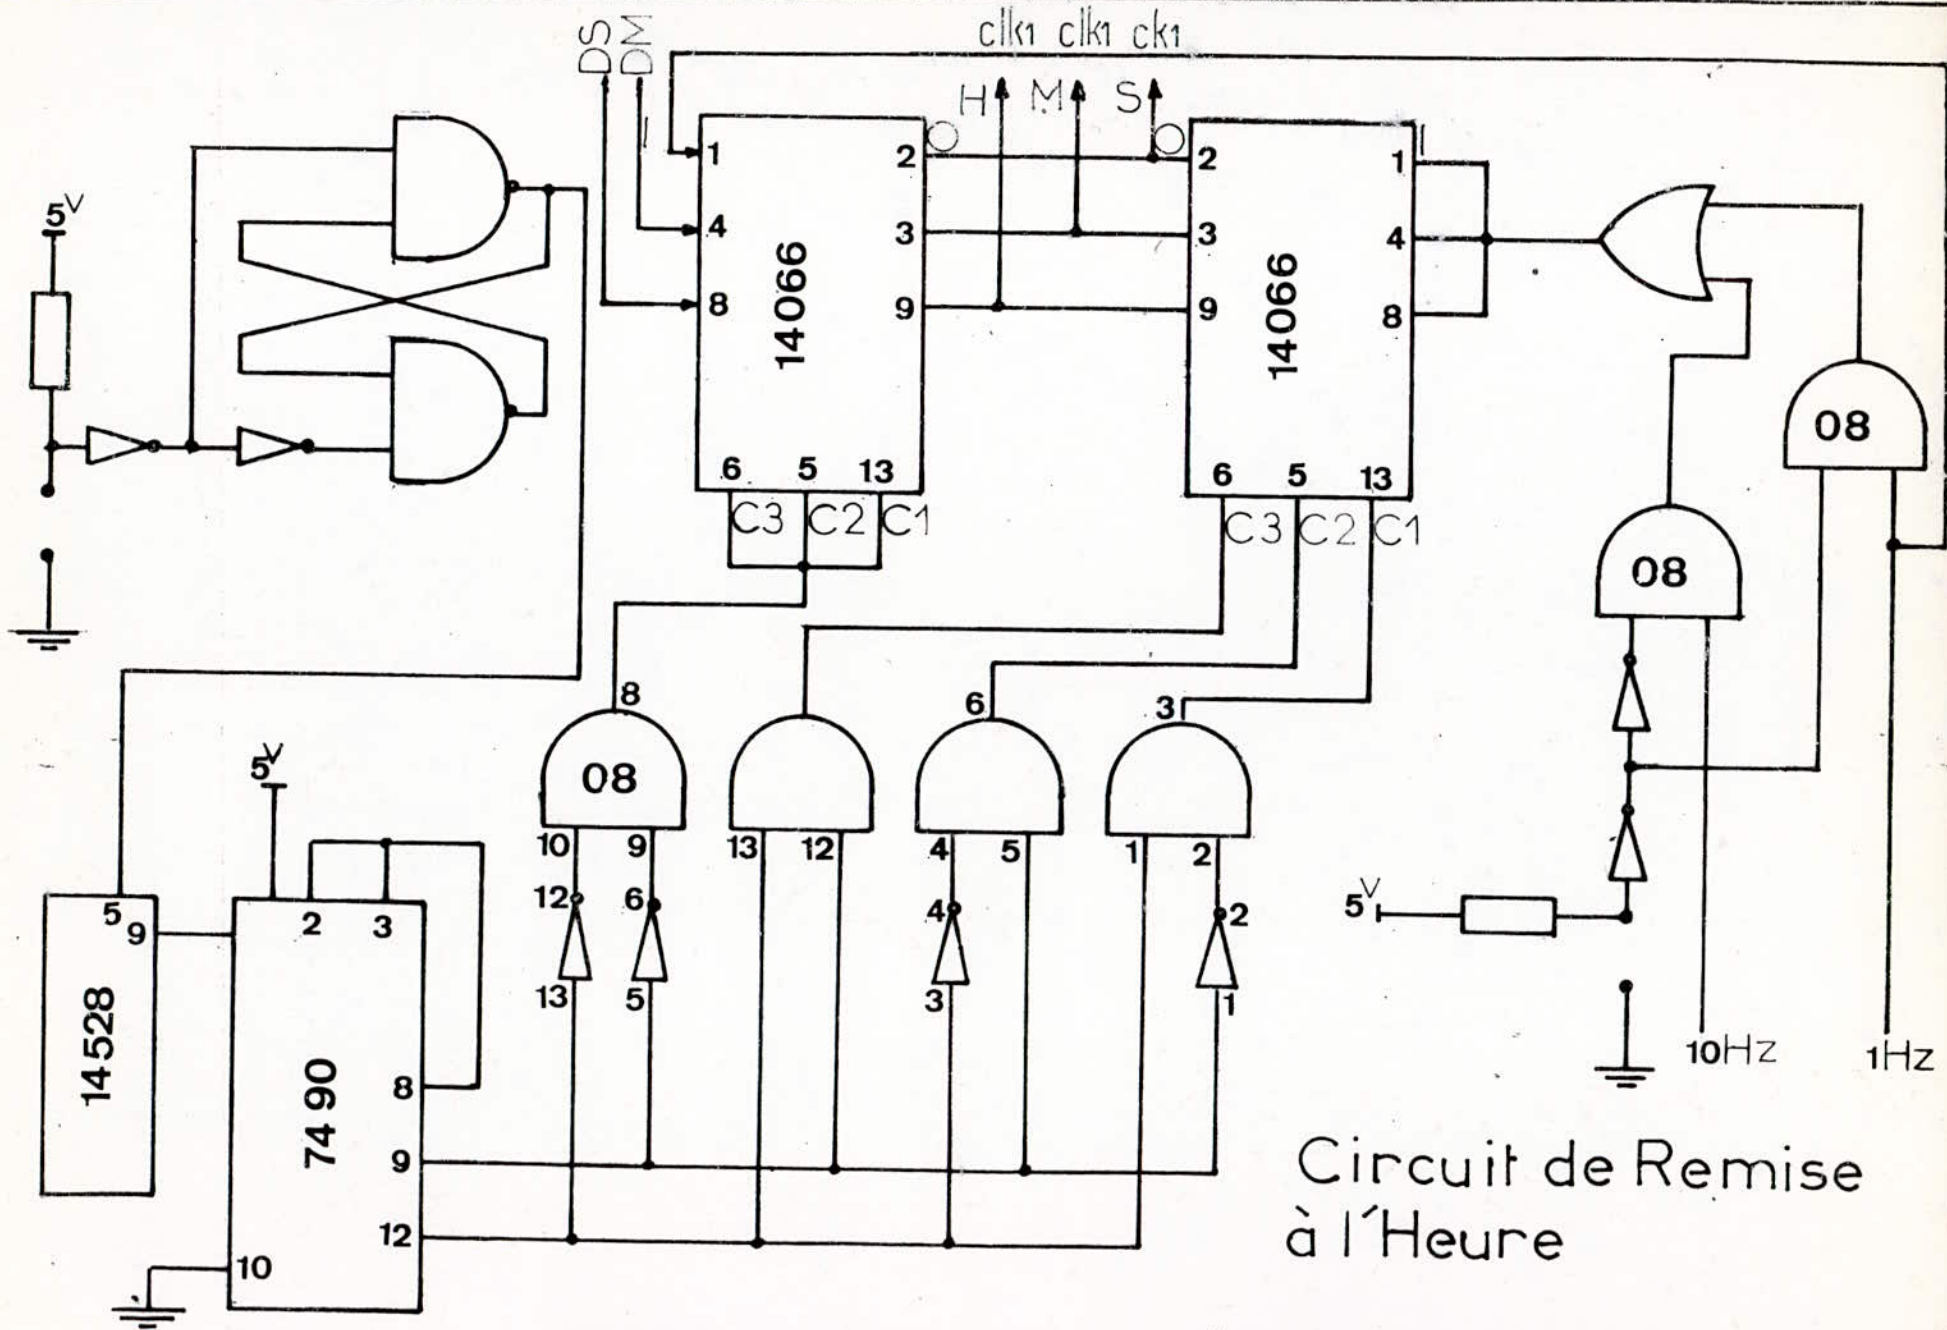 DS
DM
clk1 clk1 ck1
H M S
5V
1 2 2 1
4 3 3 4
8 9 9 8
14066
14066
08
08
6 5 13
C3 C2 C1
6 5 13
C3 C2 C1
8
6
3
08
10 9 13 12 4 5 1 2
12 6 4 2
13 5 3 1
5V
5V
5
9
2 3
14528
7490
8
9
12
10
10Hz
1Hz
Circuit de Remise
à l'Heure